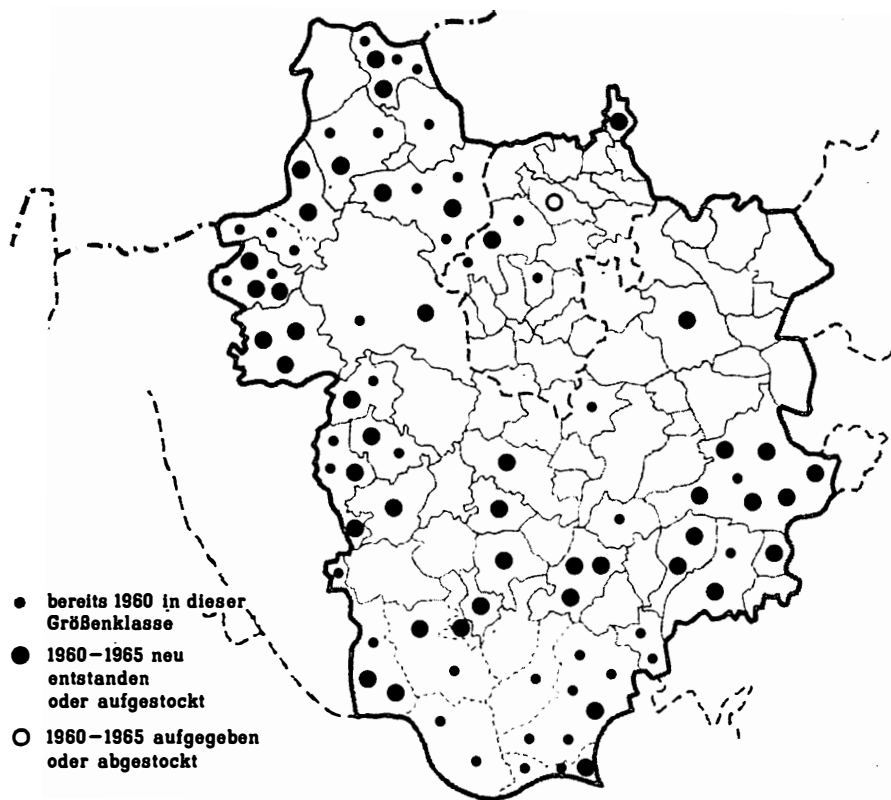 bereits 1960 in dieser
Größenklasse
1960–1965 neu
entstanden
oder aufgestockt
1960–1965 aufgegeben
oder abgestockt